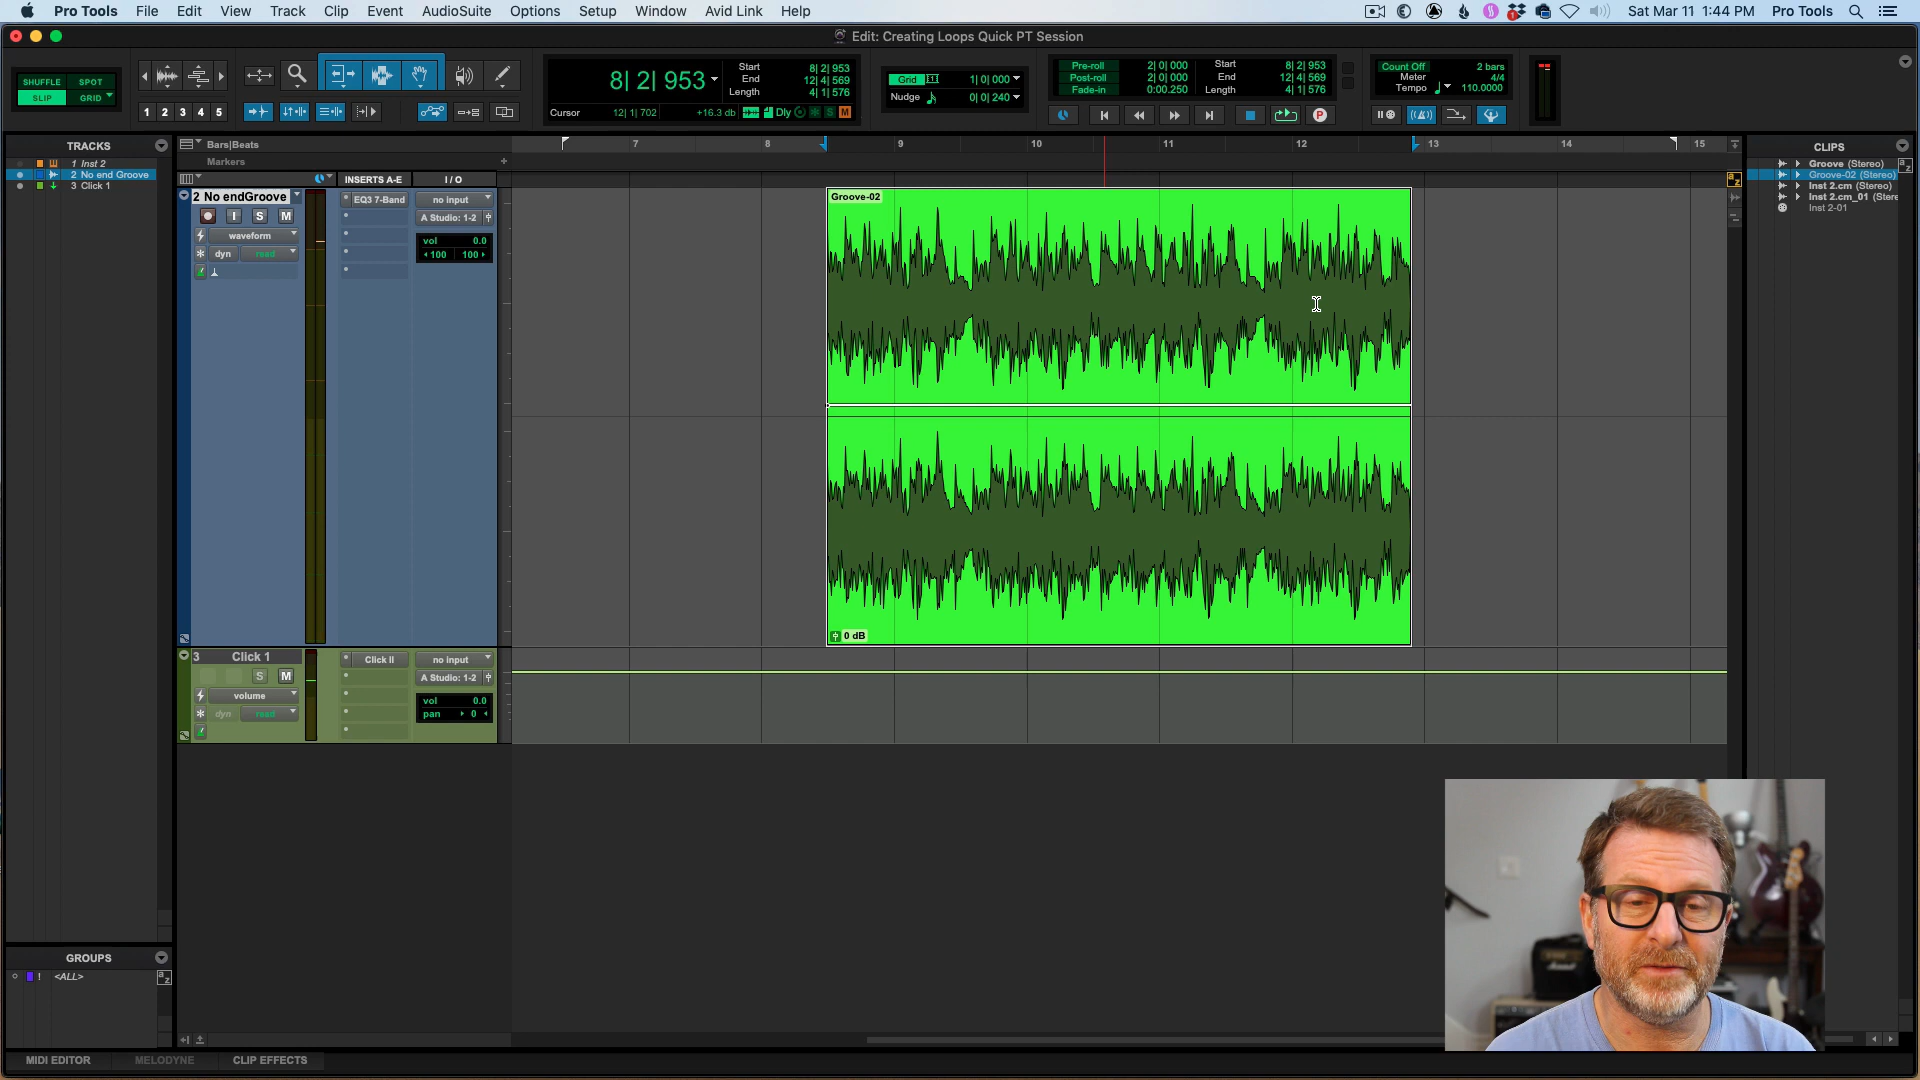 Pro Tools File Edit View Track Clip Event AudioSuite Options Setup Window Avid Link Help Sat Mar 11 1:44 PM Pro Tools
Edit: Creating Loops Quick PT Session
SHUFFLE SPOT
SLIP GRID
1 2 3 4 5
8| 2| 953
Start 8| 2| 953
End 12| 4| 569
Length 4| 1| 576
Cursor 12| 1| 702 +16.3 db Dly S M
Grid 1| 0| 000
Nudge 0| 0| 240
Pre-roll 2| 0| 000 Start 8| 2| 953
Post-roll 2| 0| 000 End 12| 4| 569
Fade-in 0:00.250 Length 4| 1| 576
Count Off 2 bars
Meter 4/4
Tempo 110.0000
TRACKS
1 Inst 2
2 No end Groove
3 Click 1
Bars|Beats 7 8 9 10 11 12 13 14 15
Markers +
INSERTS A-E I / O
2 No endGroove
I S M
waveform
dyn read
EQ3 7-Band
no input
A Studio: 1-2
vol 0.0
100 100
Groove-02
0 dB
3 Click 1
S M
volume
dyn read
Click II
no input
A Studio: 1-2
vol 0.0
pan 0
CLIPS
Groove (Stereo)
Groove-02 (Stereo)
Inst 2.cm (Stereo)
Inst 2.cm_01 (Stere
Inst 2-01
GROUPS
! <ALL>
a z
MIDI EDITOR MELODYNE CLIP EFFECTS